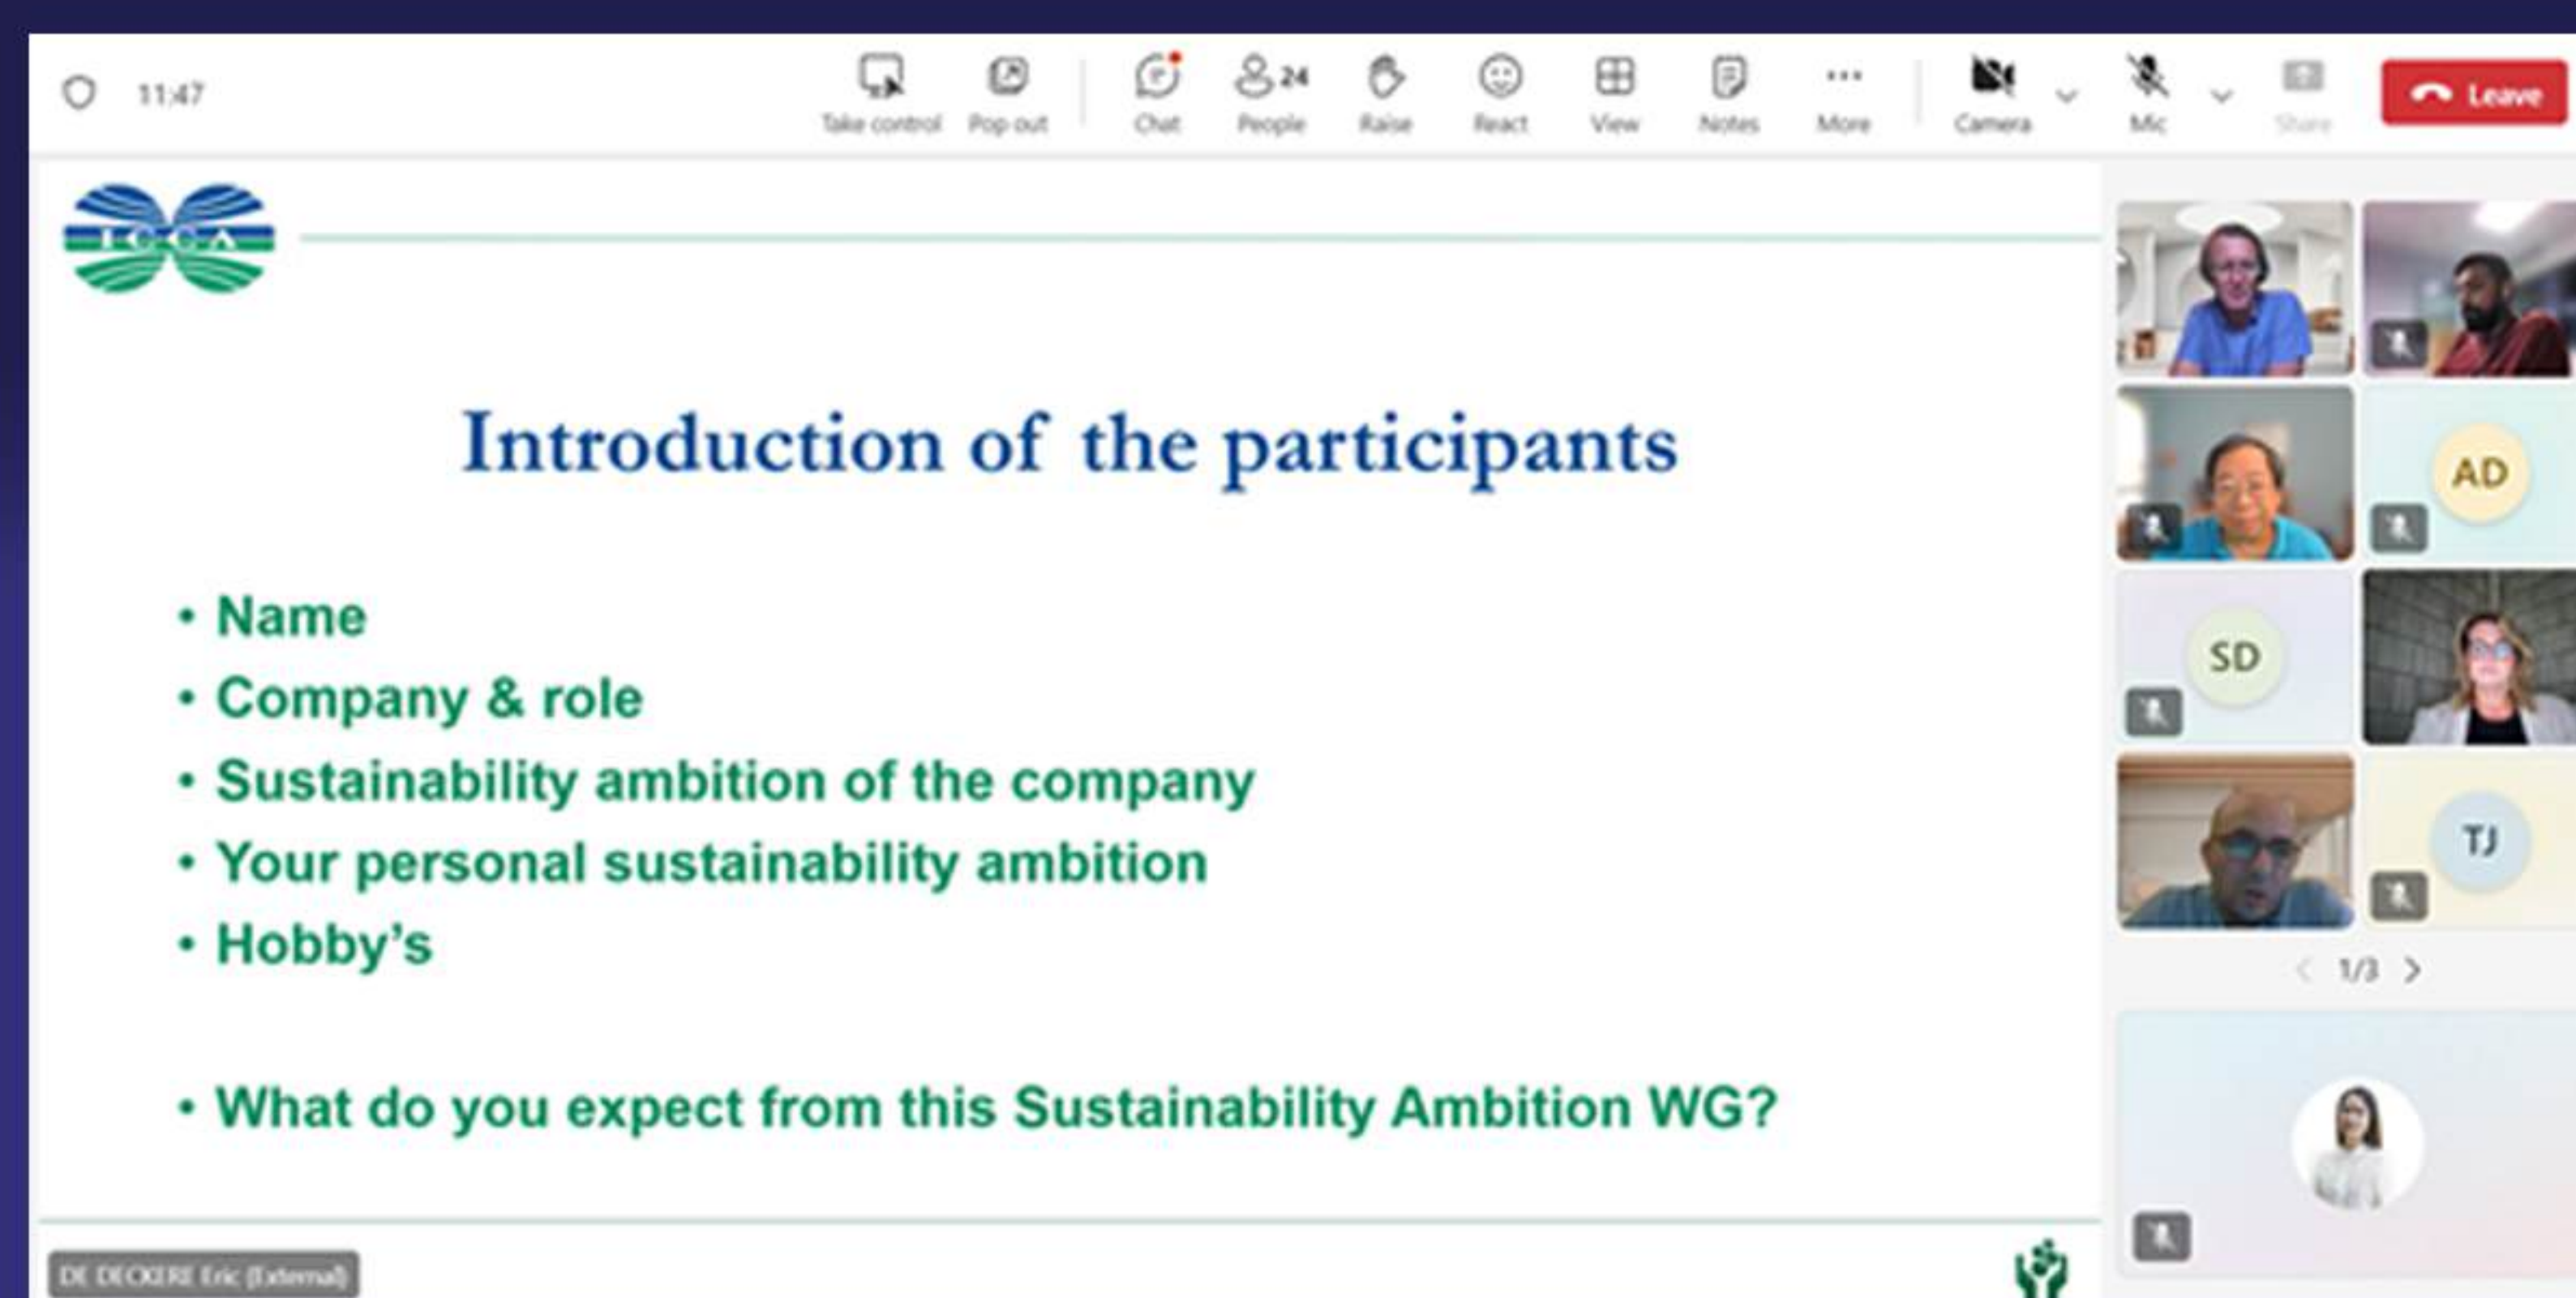 11:47
Take control Pop out Chat People 24 Raise React View Notes More Camera Mic Share Leave
ICCA
Introduction of the participants
• Name
• Company & role
• Sustainability ambition of the company
• Your personal sustainability ambition
• Hobby’s
• What do you expect from this Sustainability Ambition WG?
DE DECKERE Eric (External)
AD
SD
TJ
1/3